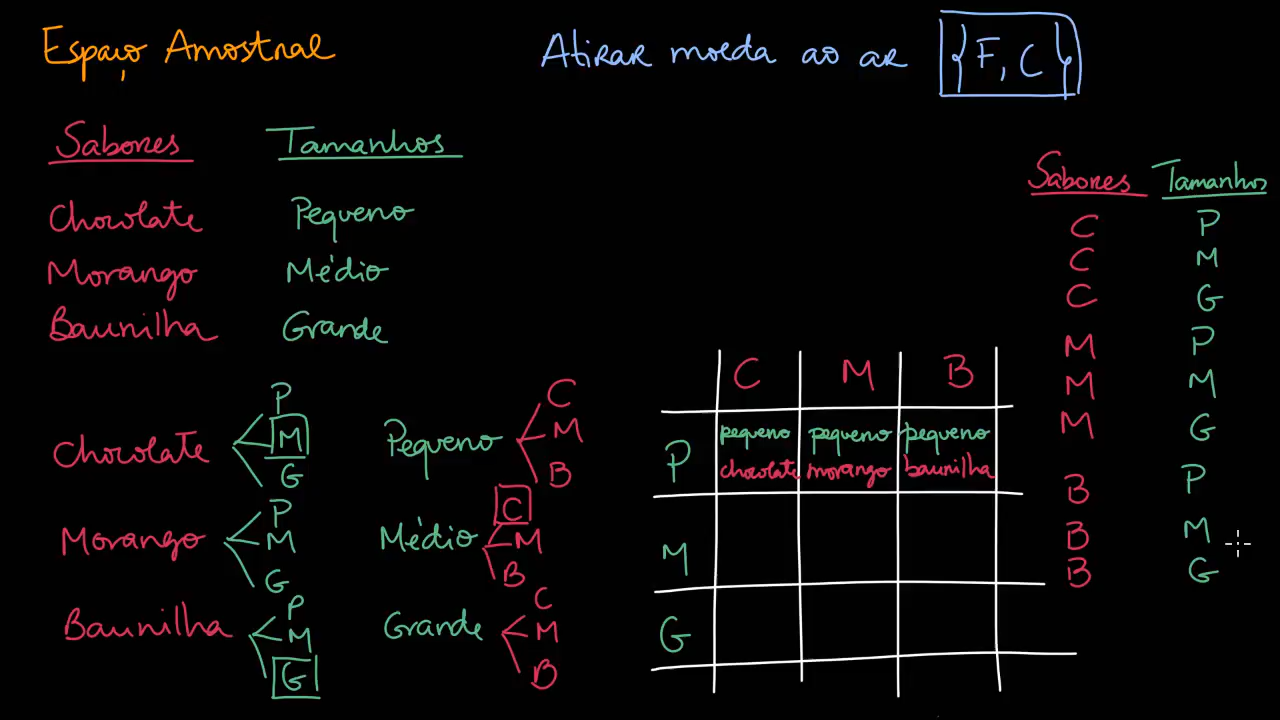 Espaço Amostral
Atirar moeda ao ar {F, C}
Sabores Tamanhos
Chocolate Pequeno
Morango Médio
Baunilha Grande
P
Chocolate M
G
P
Morango M
G
P
Baunilha M
G
C
Pequeno M
B
C
Médio M
B
C
Grande M
B
C M B
P pequeno pequeno pequeno
chocolate morango baunilha
M
G
Sabores Tamanhos
C P
C M
C G
M P
M M
M G
B P
B M
B G